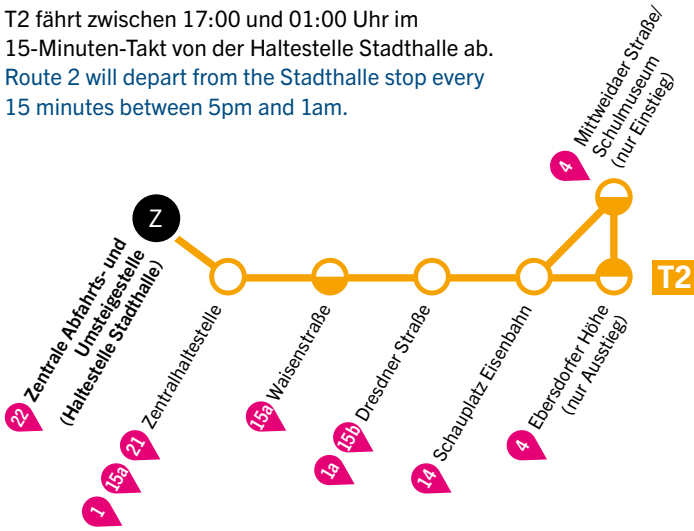 T2 fährt zwischen 17:00 und 01:00 Uhr im
15-Minuten-Takt von der Haltestelle Stadthalle ab.
Route 2 will depart from the Stadthalle stop every
15 minutes between 5pm and 1am.
4 Mittweidaer Straße/
Schulmuseum
(nur Einstieg)
Z
T2
22 Zentrale Abfahrts- und
Umsteigestelle
(Haltestelle Stadthalle)
1 15a 21 Zentralhaltestelle
15a Waisenstraße
1a 15b Dresdner Straße
14 Schauplatz Eisenbahn
4 Ebersdorfer Höhe
(nur Ausstieg)